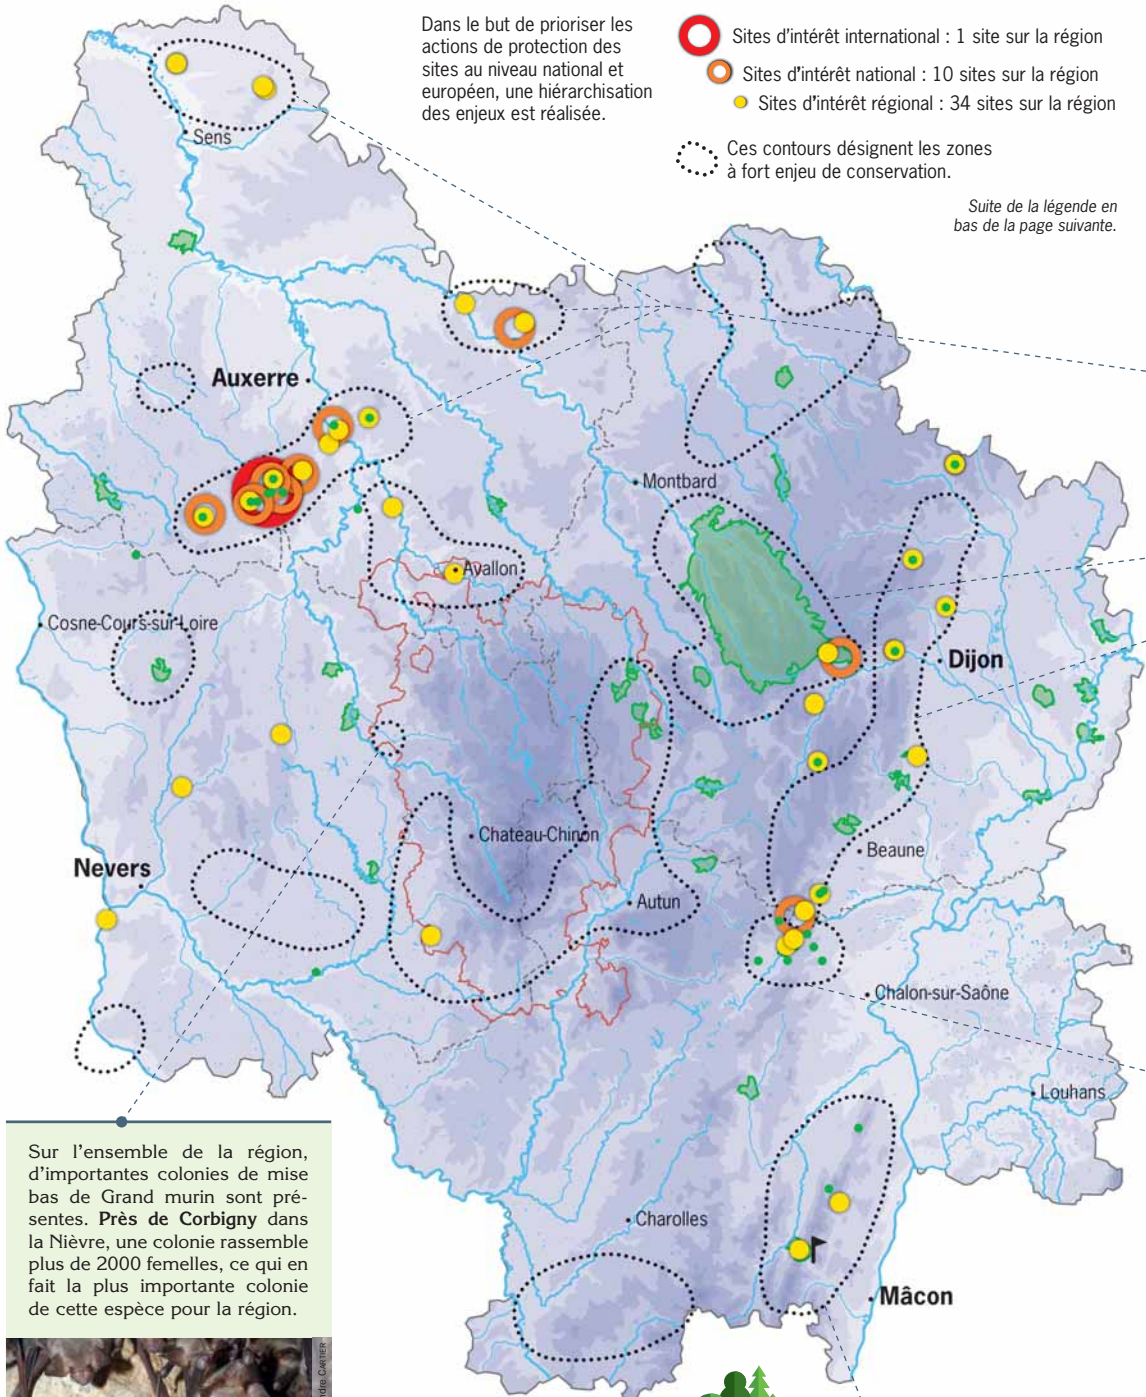 Dans le but de prioriser les
actions de protection des
sites au niveau national et
européen, une hiérarchisation
des enjeux est réalisée.
Sites d'intérêt international : 1 site sur la région
Sites d'intérêt national : 10 sites sur la région
Sites d'intérêt régional : 34 sites sur la région
Ces contours désignent les zones
à fort enjeu de conservation.
Suite de la légende en
bas de la page suivante.
Sens
Auxerre
Montbard
Avallon
Cosne-Cours-sur-Loire
Dijon
Chateau-Chinon
Beaune
Nevers
Autun
Chalon-sur-Saône
Louhans
Charolles
Mâcon
Sur l'ensemble de la région,
d'importantes colonies de mise
bas de Grand murin sont pré-
sentes. Près de Corbigny dans
la Nièvre, une colonie rassemble
plus de 2000 femelles, ce qui en
fait la plus importante colonie
de cette espèce pour la région.
CARTIER